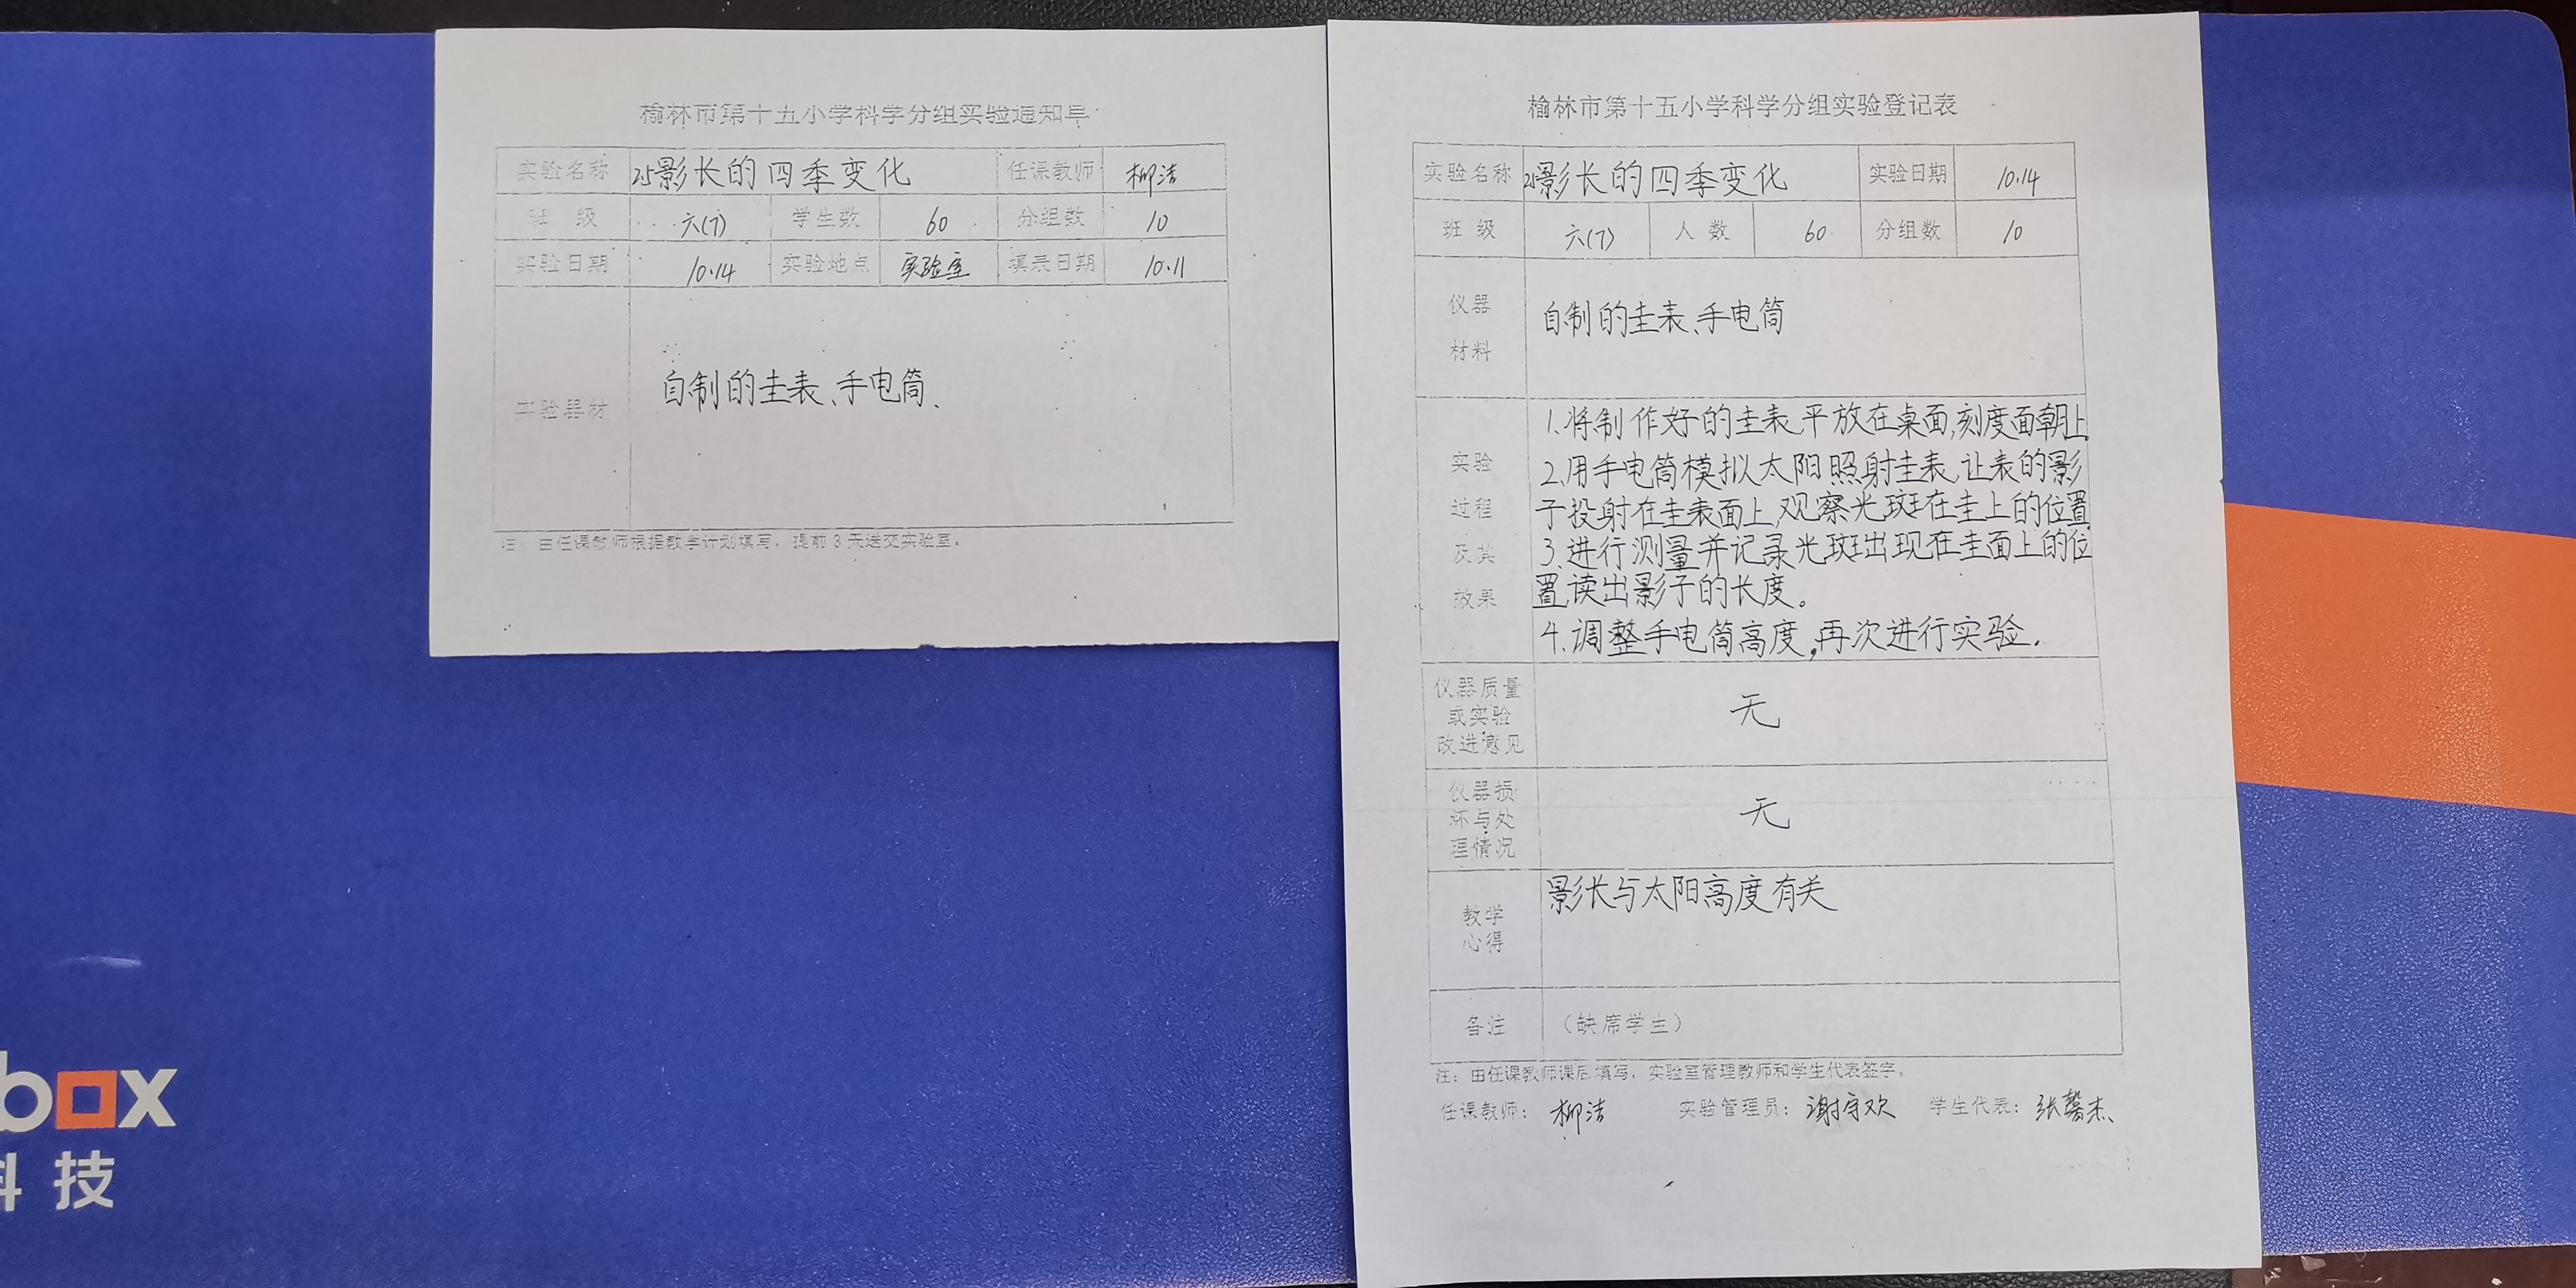 榆林市第十五小学科学分组实验通知单
实验名称 2.5影长的四季变化 任课教师 柳洁
班 级 六(7) 学生数 60 分组数 10
实验日期 10.14 实验地点 实验室 填表日期 10.11
实验器材 自制的圭表、手电筒、
注：由任课教师根据教学计划填写，提前3天送交实验室。
榆林市第十五小学科学分组实验登记表
实验名称 2.5影长的四季变化 实验日期 10.14
班 级 六(7) 人 数 60 分组数 10
仪器
材料
自制的圭表、手电筒
实验
过程
及其
效果
1.将制作好的圭表平放在桌面,刻度面朝上.
2.用手电筒模拟太阳照射圭表,让表的影
子投射在圭表面上,观察光斑在圭上的位置.
3.进行测量并记录光斑出现在圭面上的位
置,读出影子的长度。
4.调整手电筒高度,再次进行实验.
仪器质量
或实验
改进意见
无
仪器损
坏与处
理情况
无
教学
心得
影长与太阳高度有关
备注 （缺席学生）
注：由任课教师课后填写，实验室管理教师和学生代表签字。
任课教师： 柳洁 实验管理员： 谢守欢 学生代表：
box
科技